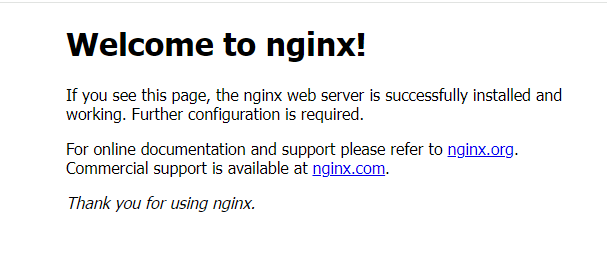 Welcome to nginx!
If you see this page, the nginx web server is successfully installed and
working. Further configuration is required.
For online documentation and support please refer to nginx.org.
Commercial support is available at nginx.com.
Thank you for using nginx.